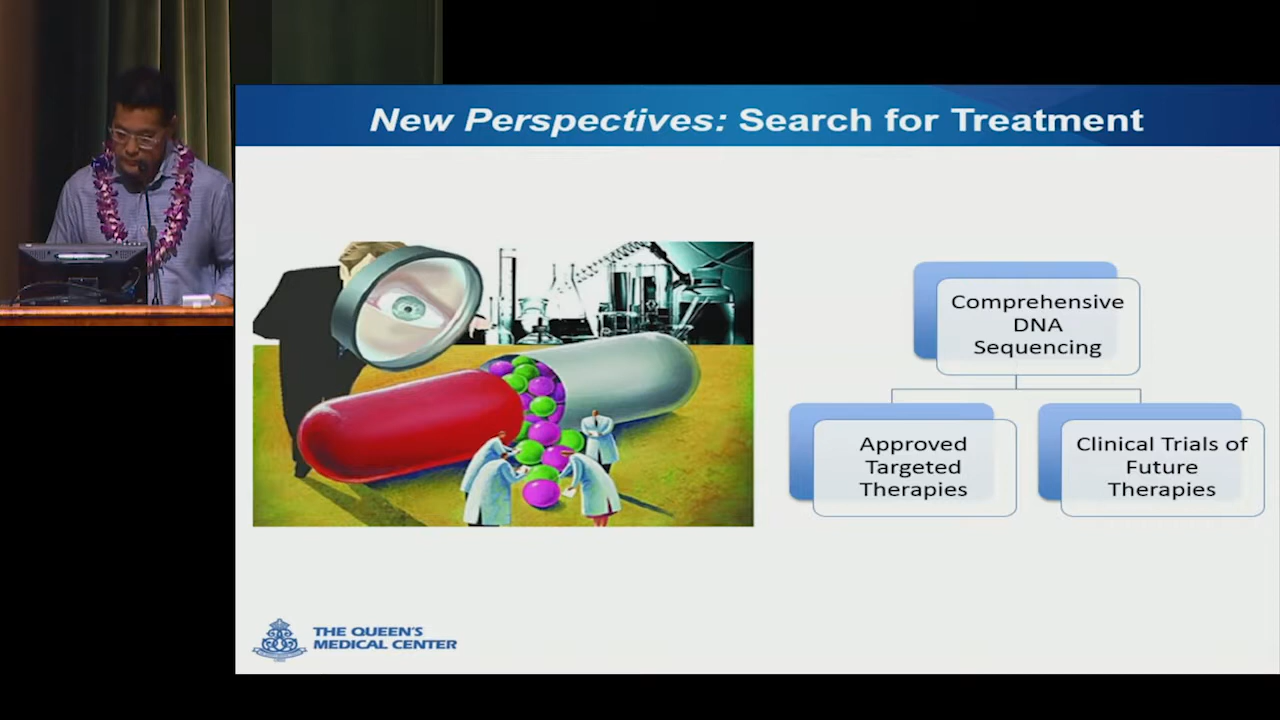 New Perspectives: Search for Treatment
Comprehensive
DNA
Sequencing
Approved
Targeted
Therapies
Clinical Trials of
Future
Therapies
THE QUEEN'S
MEDICAL CENTER